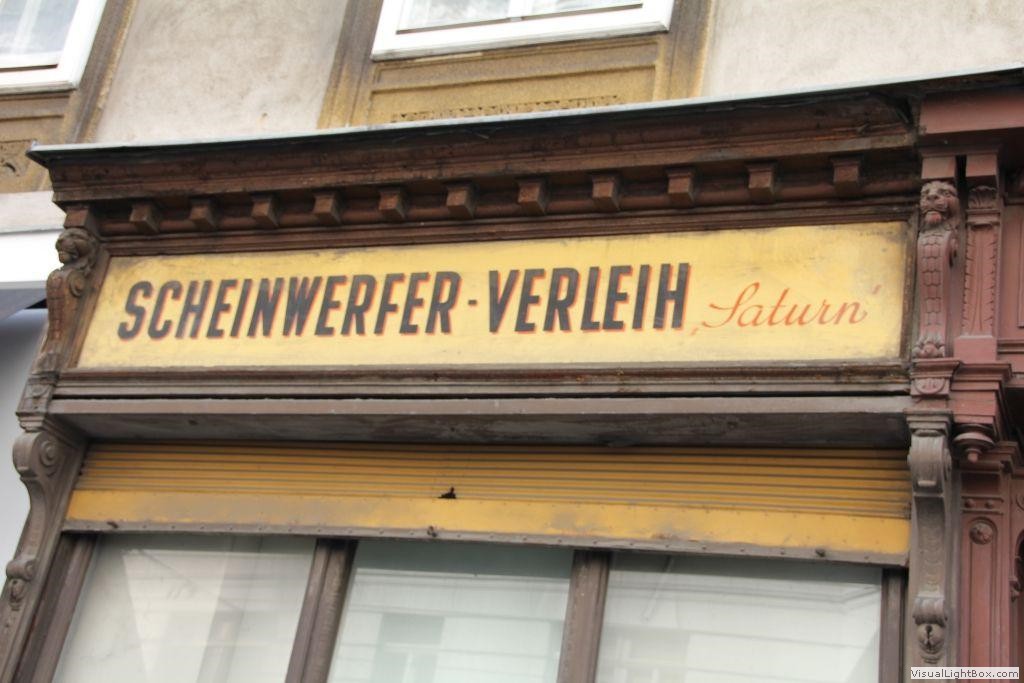 SCHEINWERFER-VERLEIH „Saturn“
VisualLightBox.com